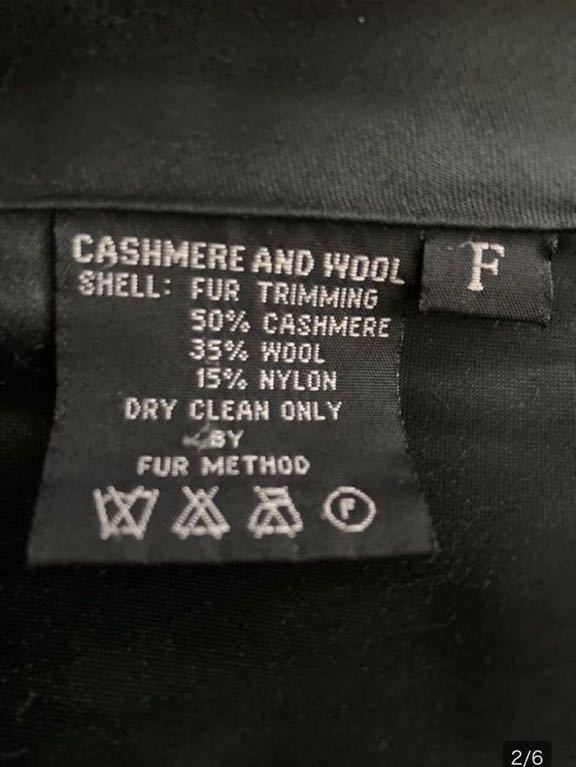 CASHMERE AND WOOL
F
SHELL: FUR TRIMMING
50% CASHMERE
35% WOOL
15% NYLON
DRY CLEAN ONLY
BY
FUR METHOD
F
2/6